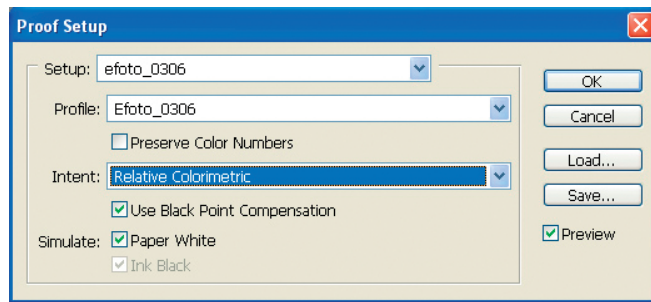 Proof Setup
Setup: efoto_0306
OK
Profile: Efoto_0306
Cancel
Preserve Color Numbers
Load...
Intent: Relative Colorimetric
Save...
Use Black Point Compensation
Preview
Simulate: Paper White
Ink Black